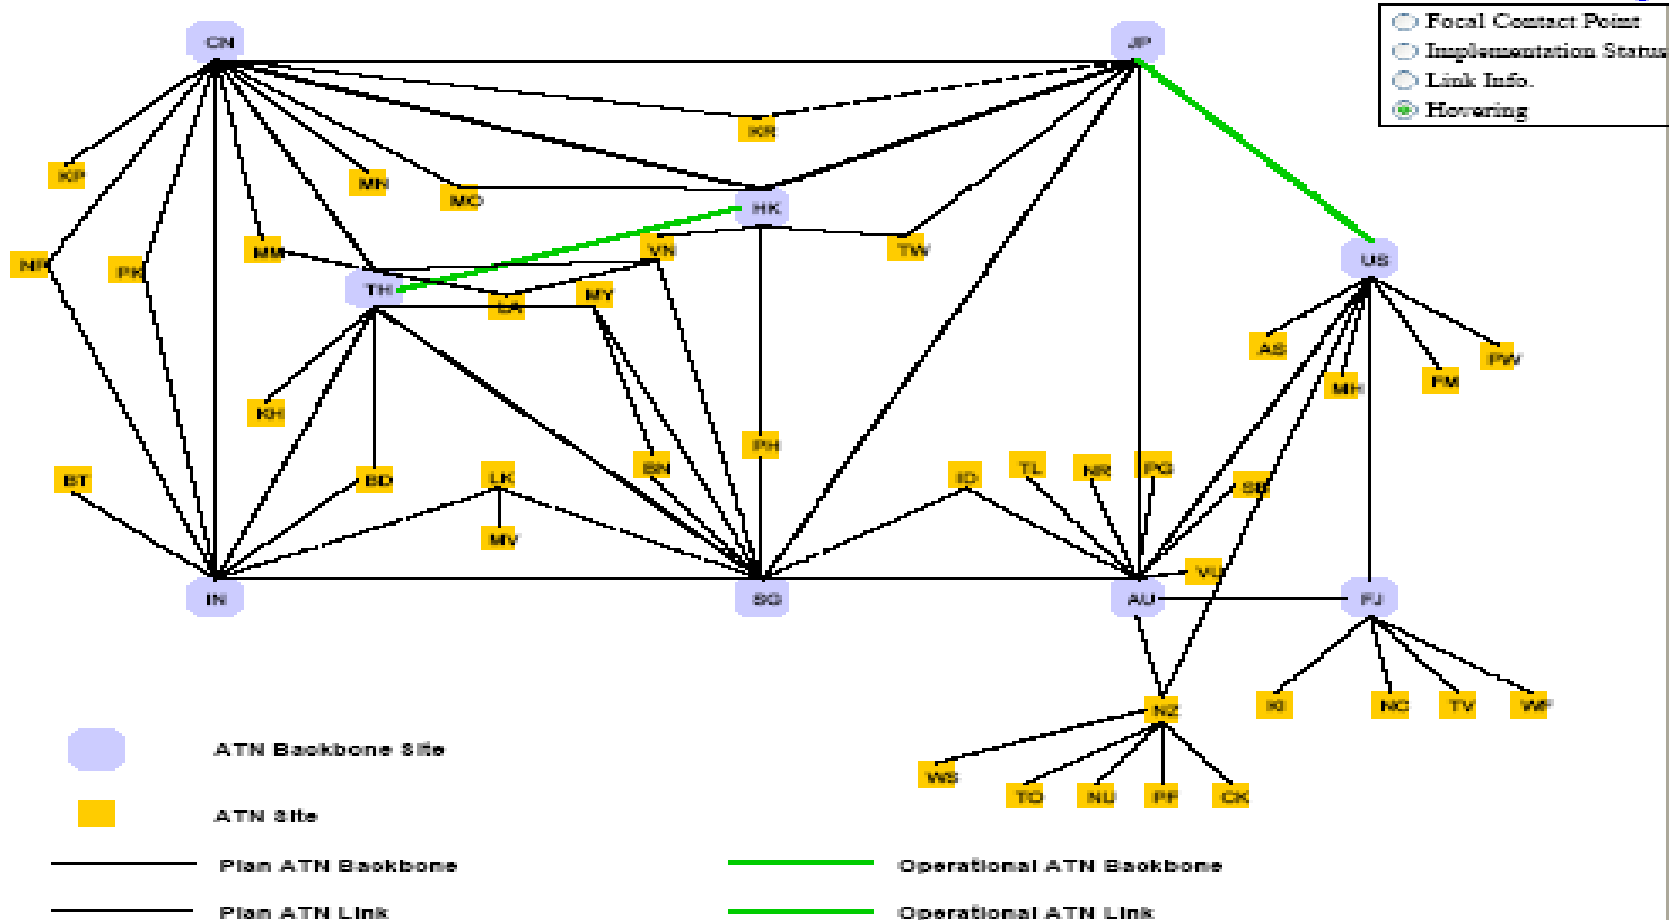 CN
JP
Focal Contact Point
Implementation Status
Link Info.
Hovering
KR
KP
MN
MO
HK
NP
PK
MM
VN
TW
US
TH
LA
MY
AS
MH
FM
PW
KH
PH
BT
BD
LK
BN
ID
TL
NR
PG
SB
MV
VU
IN
SG
AU
FJ
NZ
KI
NC
TV
WF
WS
TO
NU
PF
CK
ATN Backbone Site
ATN Site
Plan ATN Backbone
Operational ATN Backbone
Plan ATN Link
Operational ATN Link